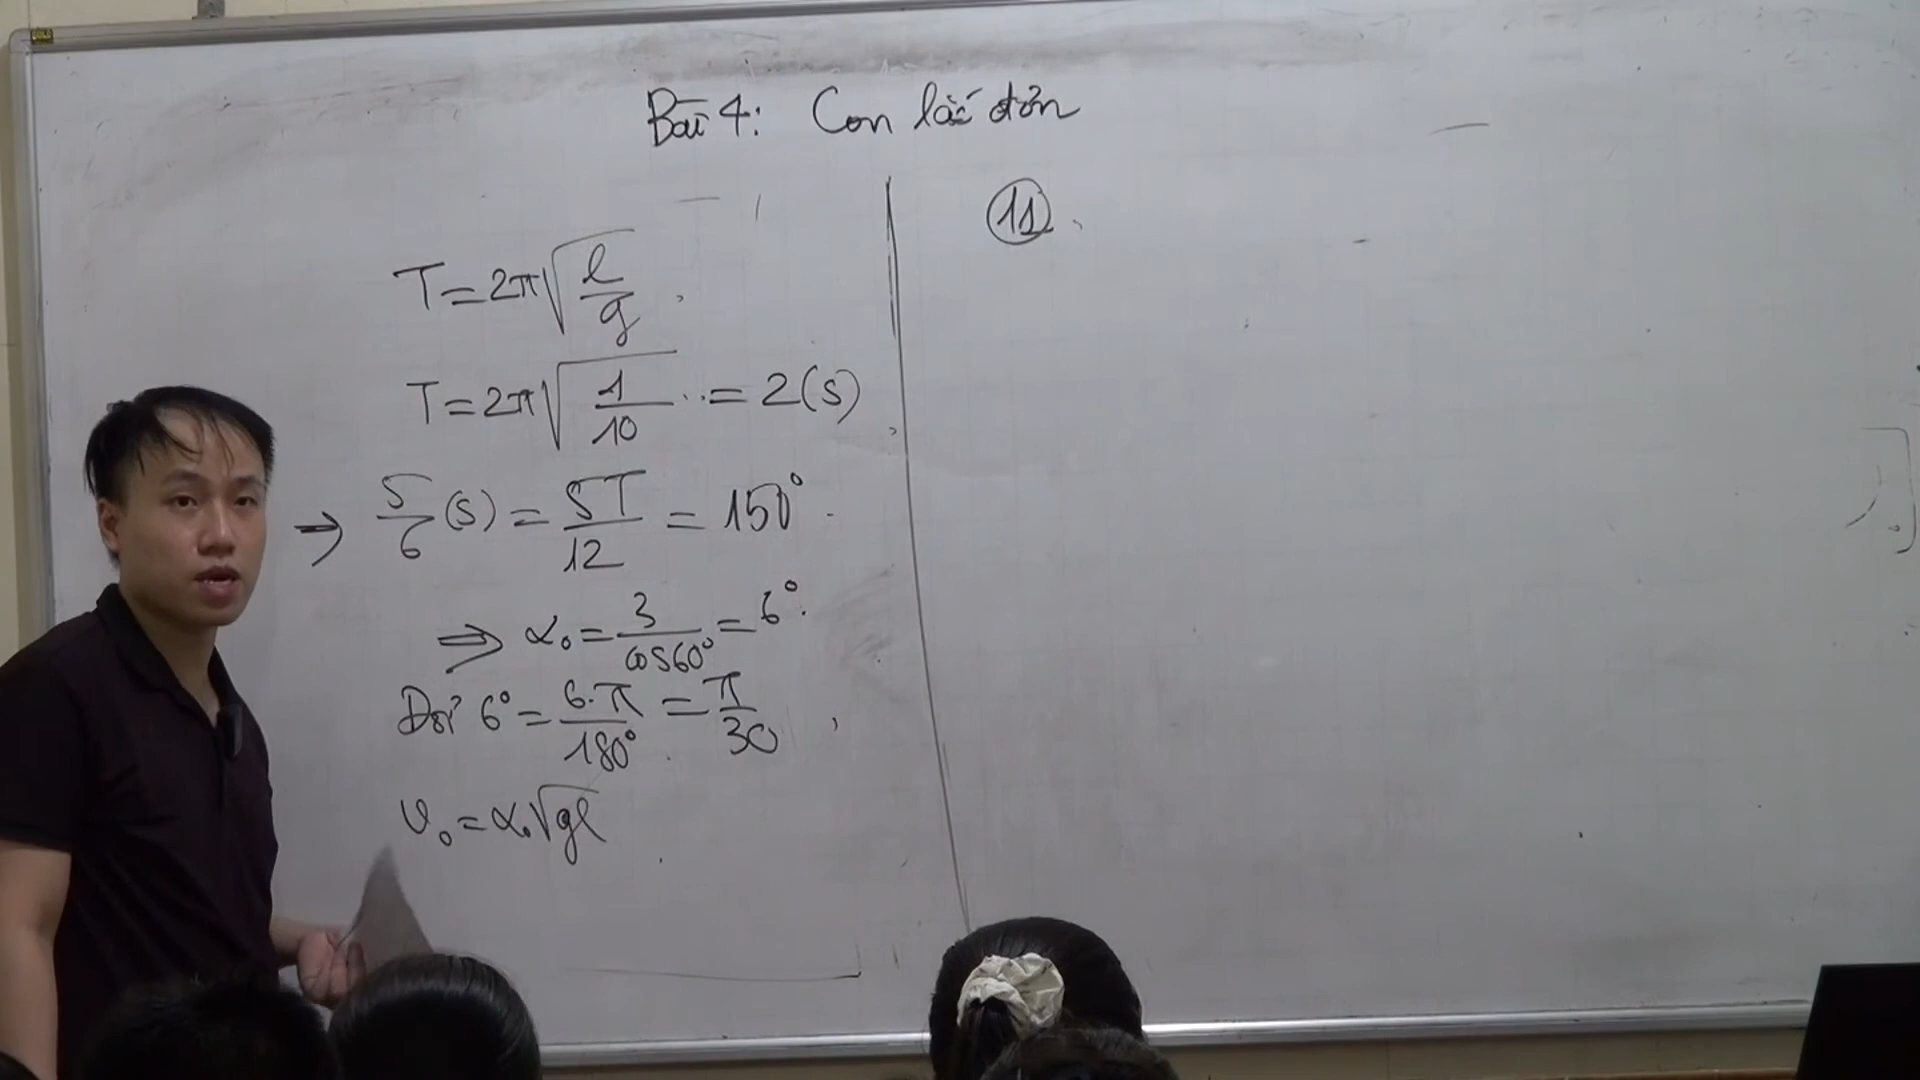 Bài 4: Con lắc đơn
T = 2π√(l/g).
T = 2π√(1/10) = 2(s)
⇒ 5/6 (s) = 5T/12 = 150°.
⇒ α₀ = 3/cos60° = 6°.
Đổi 6° = 6.π/180° = π/30
v₀ = α₀√gl
(11).